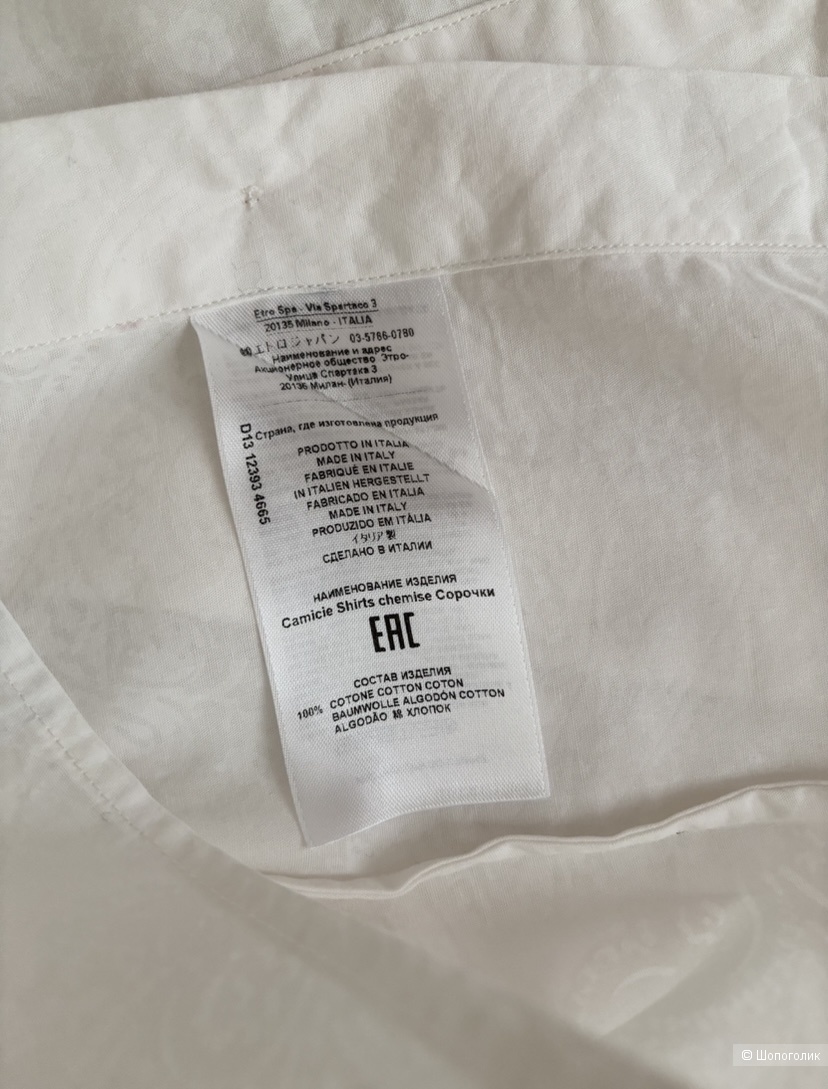 Etro Spa - Via Spartaco 3
20135 Milano - ITALIA
㈱エトロジャパン 03-5766-0780
Наименование и адрес
Акционерное общество Этро-
Улица Спартака 3
20136 Милан- (Италия)
Страна, где изготовлена продукция
D13 12393 4665
PRODOTTO IN ITALIA
MADE IN ITALY
FABRIQUÉ EN ITALIE
IN ITALIEN HERGESTELLT
FABRICADO EN ITALIA
MADE IN ITALY
PRODUZIDO EM ITÀLIA
イタリア製
СДЕЛАНО В ИТАЛИИ
НАИМЕНОВАНИЕ ИЗДЕЛИЯ
Camicie Shirts chemise Сорочки
EAC
СОСТАВ ИЗДЕЛИЯ
100% COTONE COTTON COTON
BAUMWOLLE ALGODÓN COTTON
ALGODÃO 綿 ХЛОПОК
© Шопоголик